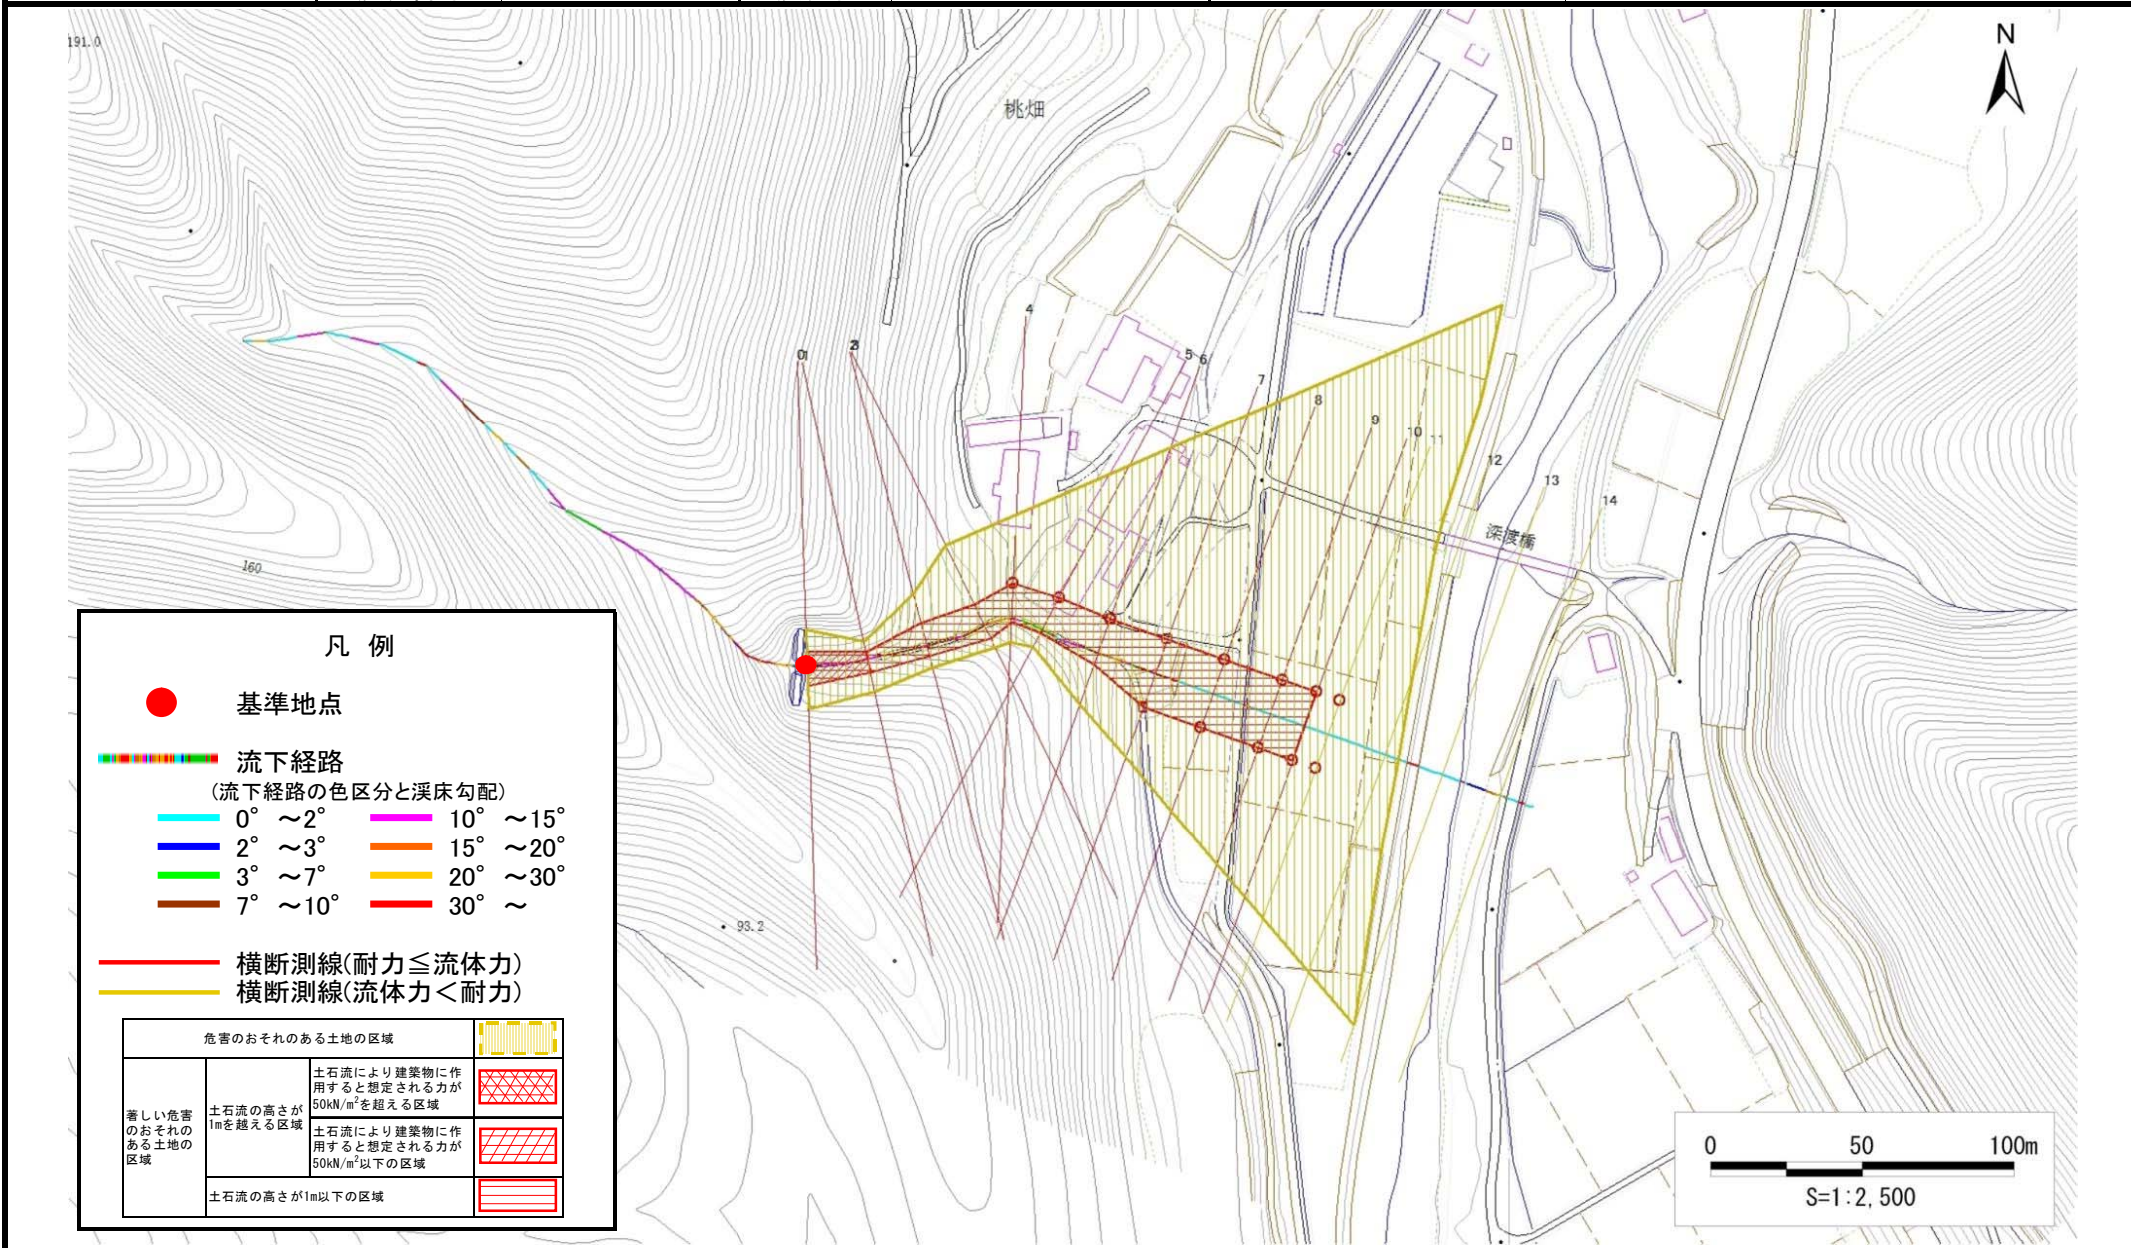 191.0
N
桃畑
4
0
1
2
3
5
6
7
8
9
10
11
12
13
14
深渡橋
160
93.2
凡 例
基準地点
流下経路
(流下経路の色区分と渓床勾配)
0° ～2° 10° ～15°
2° ～3° 15° ～20°
3° ～7° 20° ～30°
7° ～10° 30° ～
横断測線(耐力≦流体力)
横断測線(流体力＜耐力)
危害のおそれのある土地の区域
著しい危害
のおそれの
ある土地の
区域
土石流の高さが
1mを越える区域
土石流により建築物に作
用すると想定される力が
50kN/m²を超える区域
土石流により建築物に作
用すると想定される力が
50kN/m²以下の区域
土石流の高さが1m以下の区域
0 50 100m
S=1:2,500